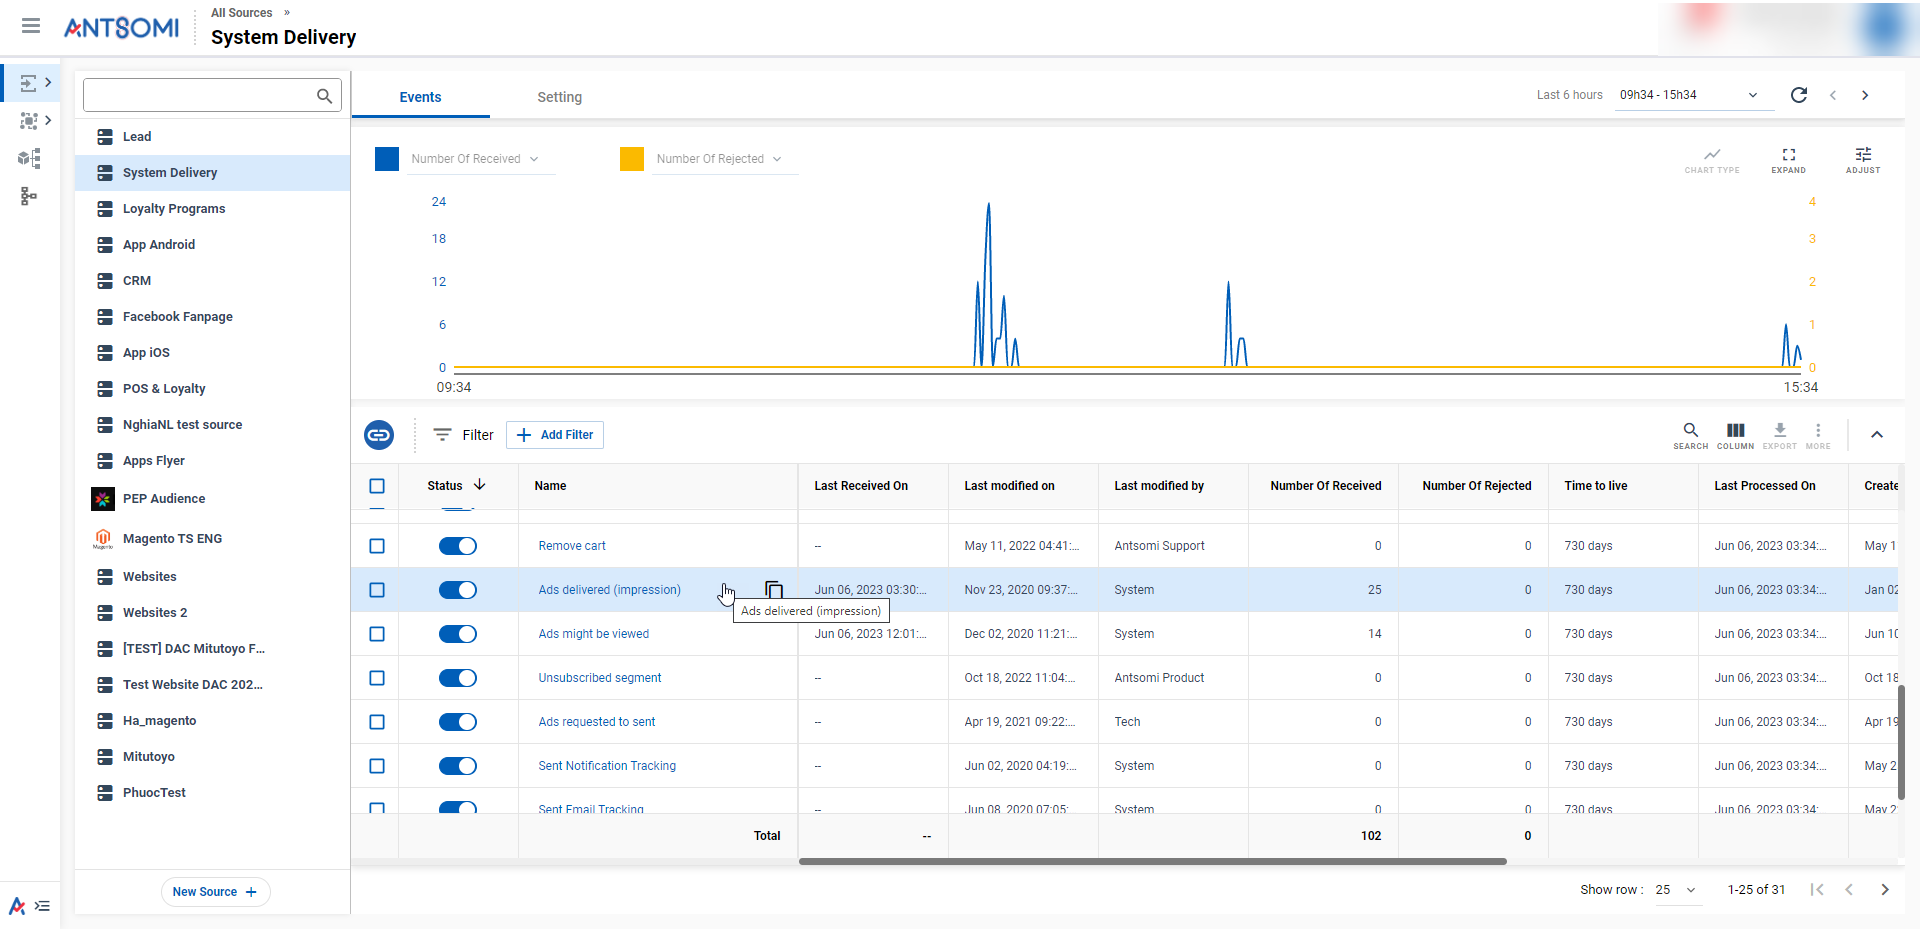 ANTSOMI
All Sources »
System Delivery
Lead
System Delivery
Loyalty Programs
App Android
CRM
Facebook Fanpage
App iOS
POS & Loyalty
NghiaNL test source
Apps Flyer
PEP Audience
Magento
Magento TS ENG
Websites
Websites 2
[TEST] DAC Mitutoyo F...
Test Website DAC 202...
Ha_magento
Mitutoyo
PhuocTest
New Source +
Events Setting Last 6 hours 09h34 - 15h34
Number Of Received Number Of Rejected CHART TYPE EXPAND ADJUST
24 4
18 3
12 2
6 1
0 0
09:34 15:34
Filter + Add Filter SEARCH COLUMN EXPORT MORE
Status Name Last Received On Last modified on Last modified by Number Of Received Number Of Rejected Time to live Last Processed On Create
Remove cart -- May 11, 2022 04:41:... Antsomi Support 0 0 730 days Jun 06, 2023 03:34:... May 1
Ads delivered (impression) Jun 06, 2023 03:30:... Nov 23, 2020 09:37:... System 25 0 730 days Jun 06, 2023 03:34:... Jan 02
Ads delivered (impression)
Ads might be viewed Jun 06, 2023 12:01:... Dec 02, 2020 11:21:... System 14 0 730 days Jun 06, 2023 03:34:... Jun 10
Unsubscribed segment -- Oct 18, 2022 11:04:... Antsomi Product 0 0 730 days Jun 06, 2023 03:34:... Oct 18
Ads requested to sent -- Apr 19, 2021 09:22:... Tech 0 0 730 days Jun 06, 2023 03:34:... Apr 19
Sent Notification Tracking -- Jun 02, 2020 04:19:... System 0 0 730 days Jun 06, 2023 03:34:... May 2
Sent Email Tracking -- Jun 08, 2020 07:05: System 0 0 730 days Jun 06, 2023 03:34: May 2
Total -- 102 0
Show row : 25 1-25 of 31